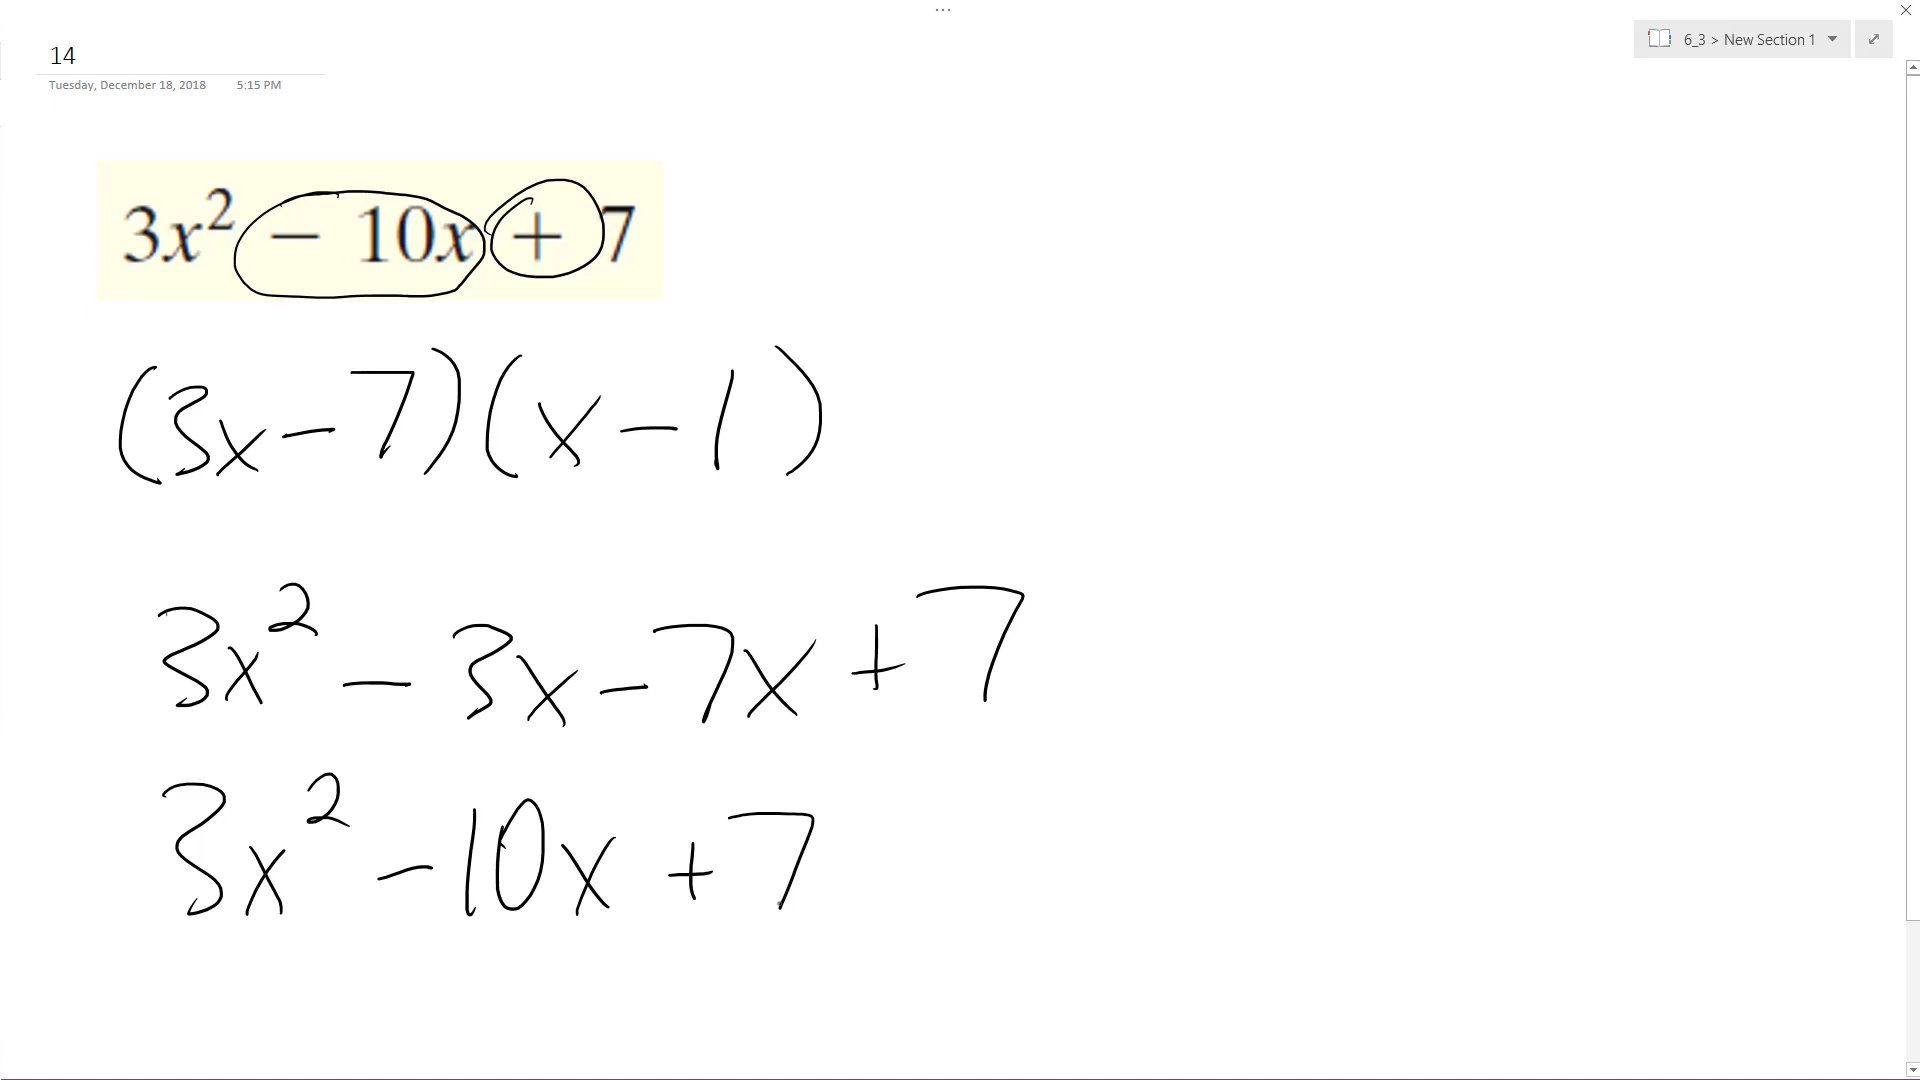 ...
14
6_3 > New Section 1
Tuesday, December 18, 2018 5:15 PM
3x² − 10x + 7
(3x − 7)(x − 1)
3x² − 3x − 7x + 7
3x² − 10x + 7